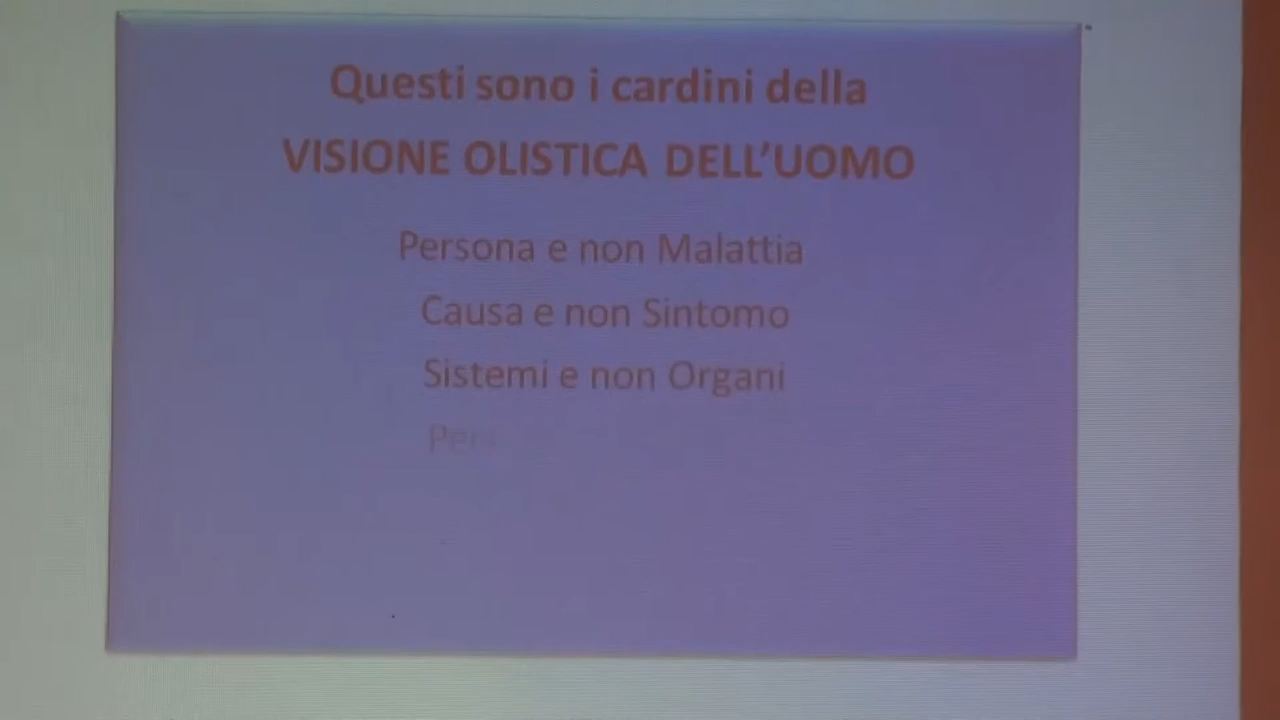 Questi sono i cardini della
VISIONE OLISTICA DELL'UOMO
Persona e non Malattia
Causa e non Sintomo
Sistemi e non Organi